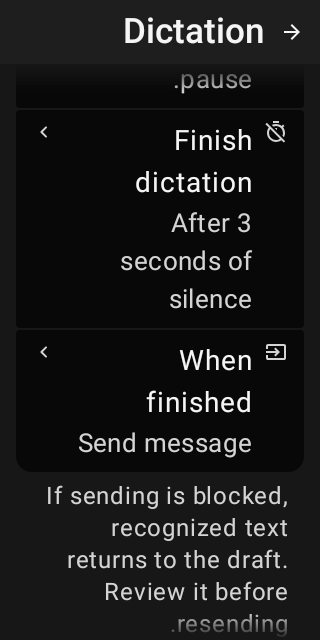 Dictation
.pause
Finish
dictation
After 3
seconds of
silence
When
finished
Send message
If sending is blocked,
recognized text
returns to the draft.
Review it before
.resending